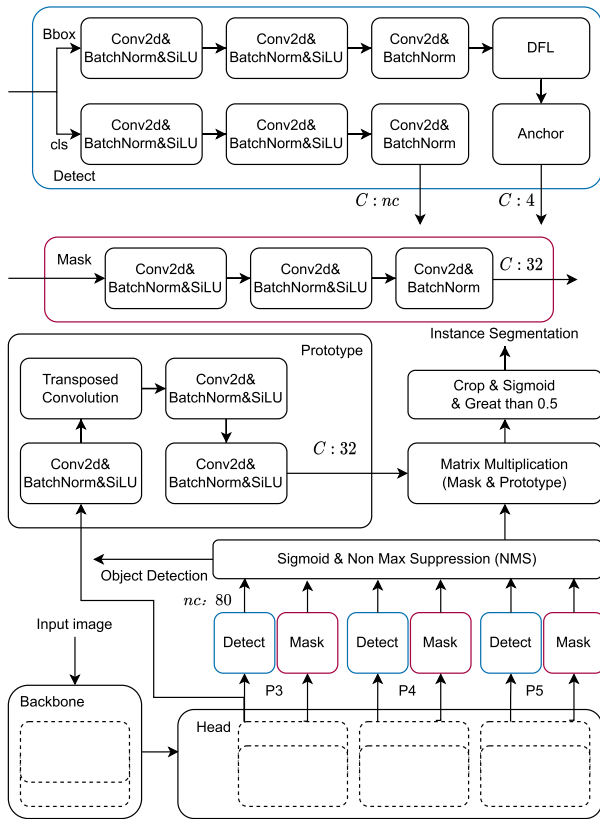 Bbox
Conv2d&
BatchNorm&SiLU
Conv2d&
BatchNorm&SiLU
Conv2d&
BatchNorm
DFL
cls
Conv2d&
BatchNorm&SiLU
Conv2d&
BatchNorm&SiLU
Conv2d&
BatchNorm
Anchor
Detect
C : nc
C : 4
Mask
Conv2d&
BatchNorm&SiLU
Conv2d&
BatchNorm&SiLU
Conv2d&
BatchNorm
C : 32
Instance Segmentation
Prototype
Transposed
Convolution
Conv2d&
BatchNorm&SiLU
Crop & Sigmoid
& Great than 0.5
Conv2d&
BatchNorm&SiLU
Conv2d&
BatchNorm&SiLU
C : 32
Matrix Multiplication
(Mask & Prototype)
Sigmoid & Non Max Suppression (NMS)
Object Detection
nc: 80
Input image
Detect
Mask
Detect
Mask
Detect
Mask
P3
P4
P5
Backbone
Head